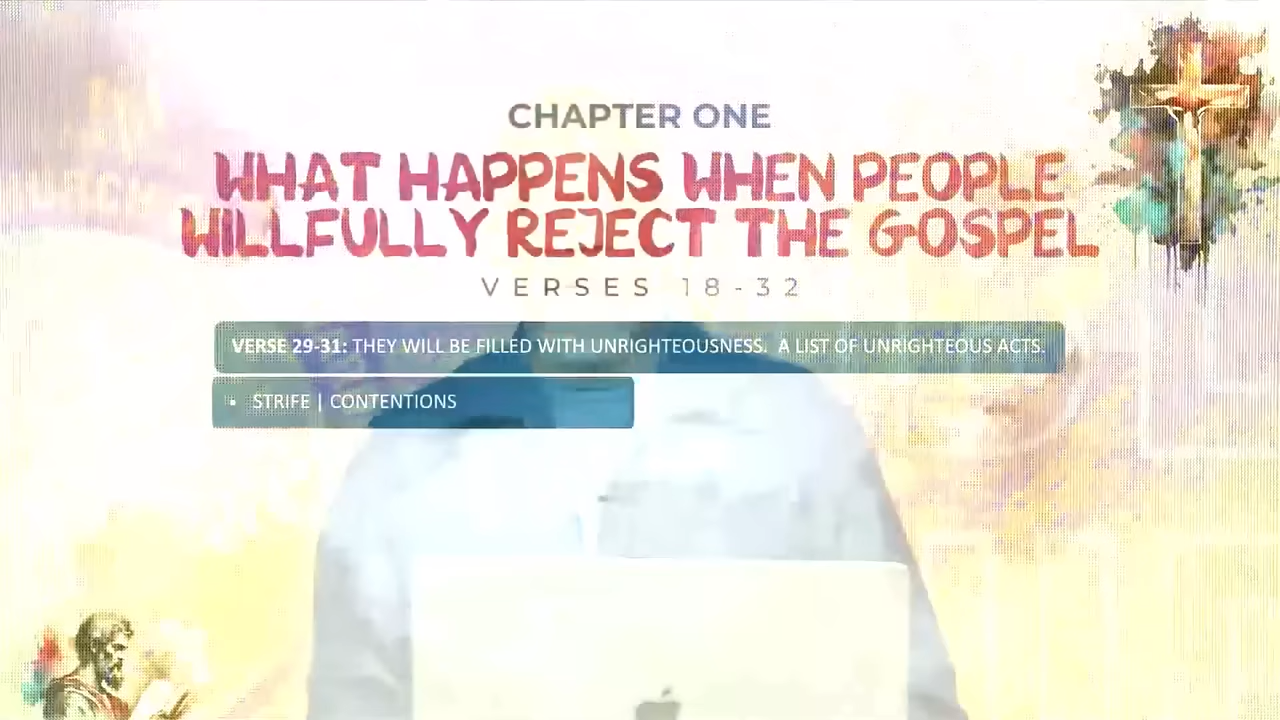 CHAPTER ONE
WHAT HAPPENS WHEN PEOPLE
WILLFULLY REJECT THE GOSPEL
VERSES 18-32
VERSE 29-31: THEY WILL BE FILLED WITH UNRIGHTEOUSNESS.  A LIST OF UNRIGHTEOUS ACTS.
▪ STRIFE | CONTENTIONS